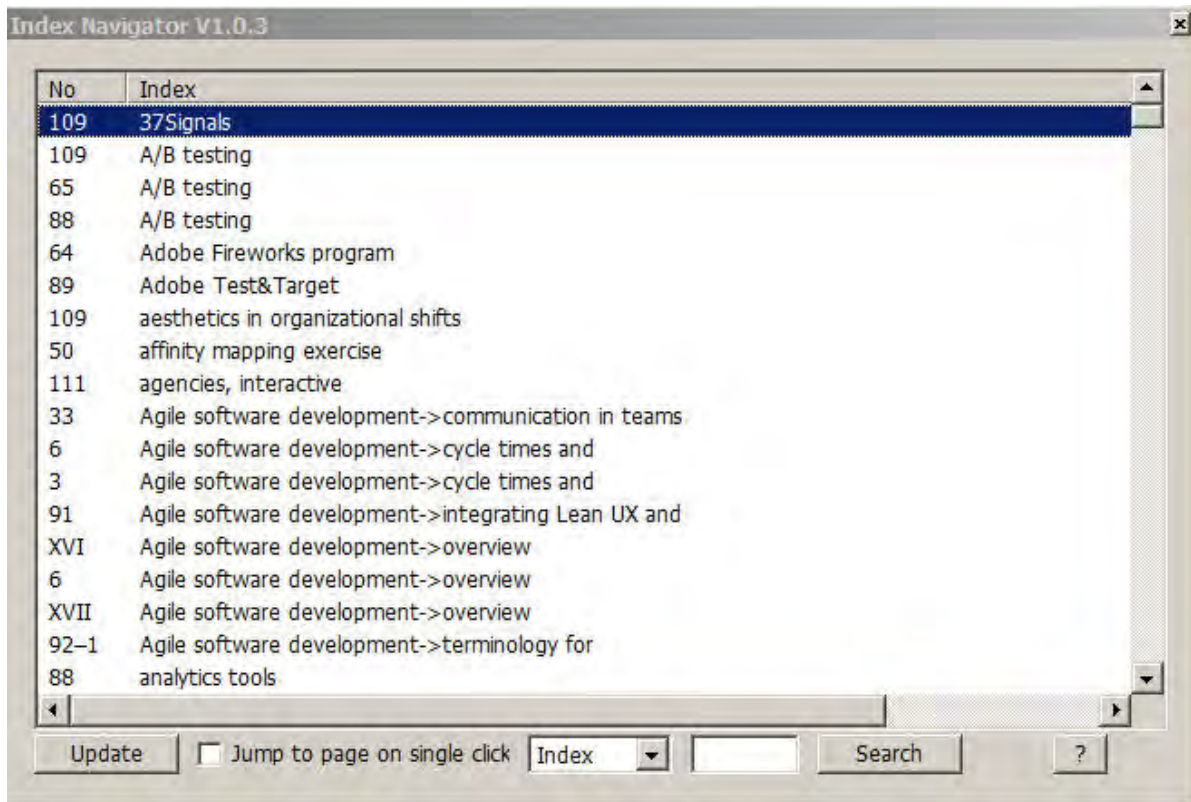 Index Navigator V1.0.3
No Index
109 37Signals
109 A/B testing
65 A/B testing
88 A/B testing
64 Adobe Fireworks program
89 Adobe Test&Target
109 aesthetics in organizational shifts
50 affinity mapping exercise
111 agencies, interactive
33 Agile software development->communication in teams
6 Agile software development->cycle times and
3 Agile software development->cycle times and
91 Agile software development->integrating Lean UX and
XVI Agile software development->overview
6 Agile software development->overview
XVII Agile software development->overview
92–1 Agile software development->terminology for
88 analytics tools
Update Jump to page on single click Index Search ?